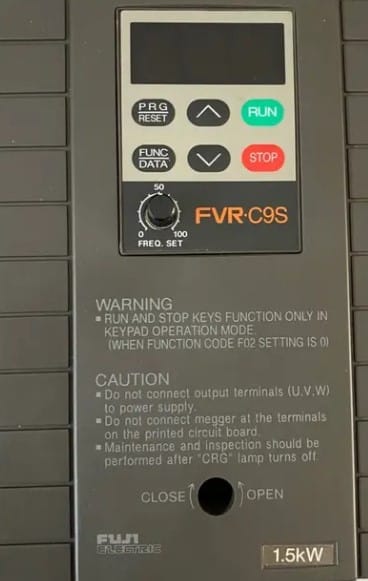 PRG
RESET
RUN
FUNC
DATA
STOP
50
FVR·C9S
0 100
FREQ. SET
WARNING
▪ RUN AND STOP KEYS FUNCTION ONLY IN
KEYPAD OPERATION MODE.
(WHEN FUNCTION CODE F02 SETTING IS 0)
CAUTION
▪ Do not connect output terminals (U.V.W)
to power supply.
▪ Do not connect megger at the terminals
on the printed circuit board.
▪ Maintenance and inspection should be
performed after "CRG" lamp turns off.
CLOSE OPEN
FUJI
ELECTRIC
1.5kW